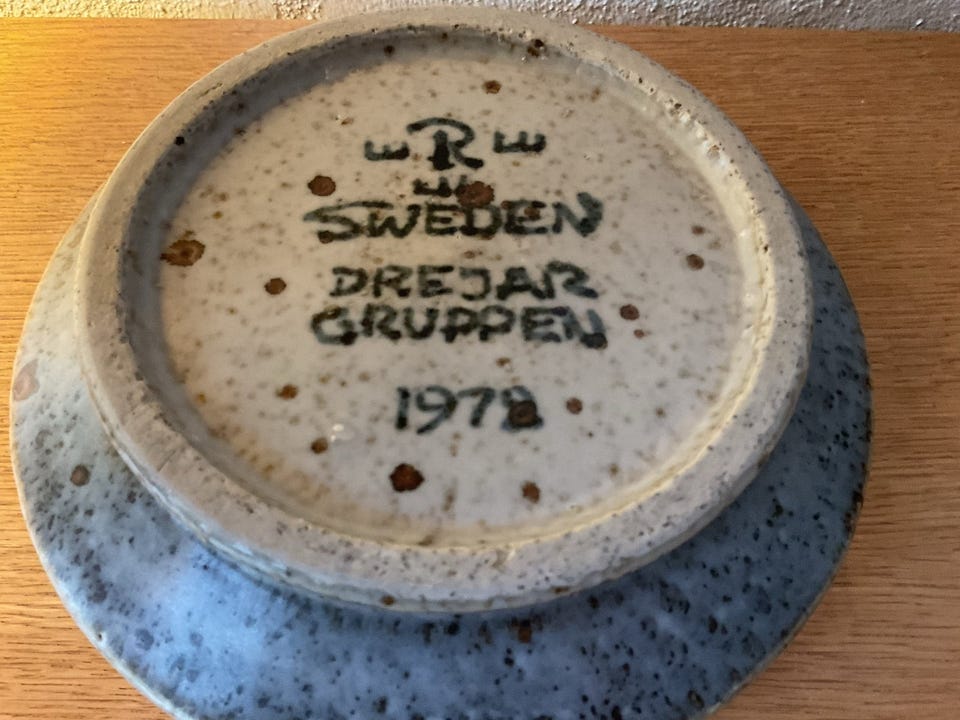 R
SWEDEN
DREJAR
GRUPPEN
1978